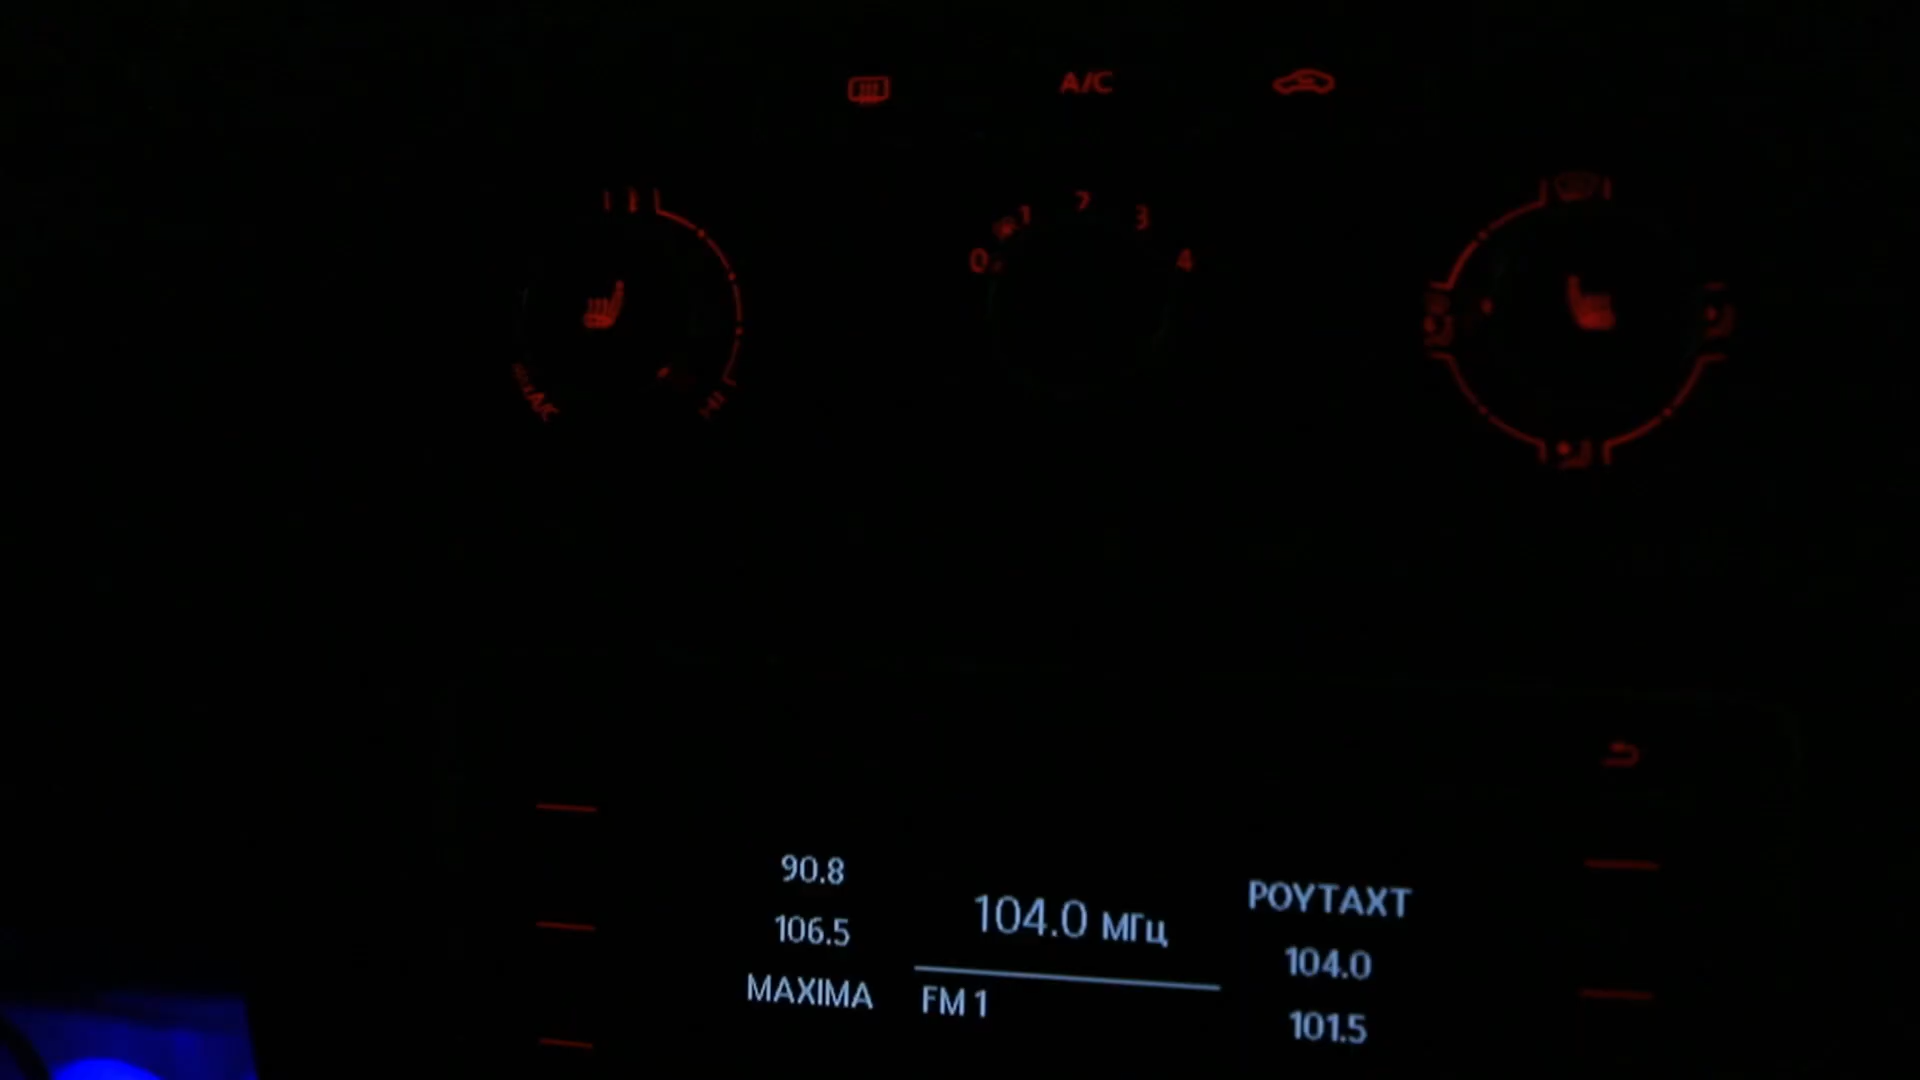 A/C
0 1 2 3 4
A/C
90.8
106.5
MAXIMA
104.0 МГц
FM 1
POYTAXT
104.0
101.5